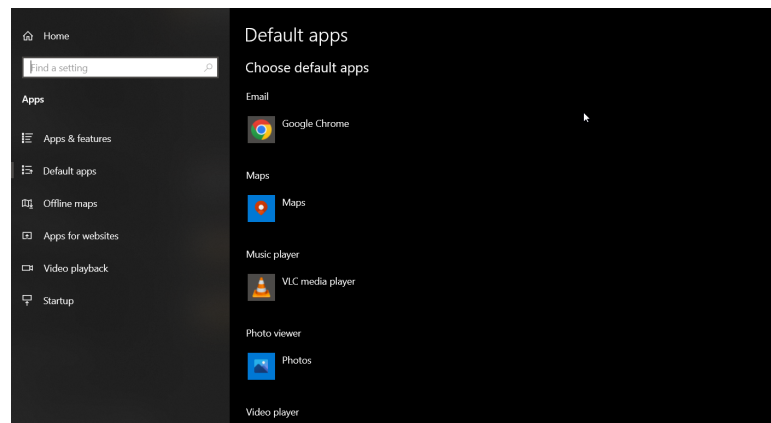 Home
Find a setting
Apps
Apps & features
Default apps
Offline maps
Apps for websites
Video playback
Startup
Default apps
Choose default apps
Email
Google Chrome
Maps
Maps
Music player
VLC media player
Photo viewer
Photos
Video player